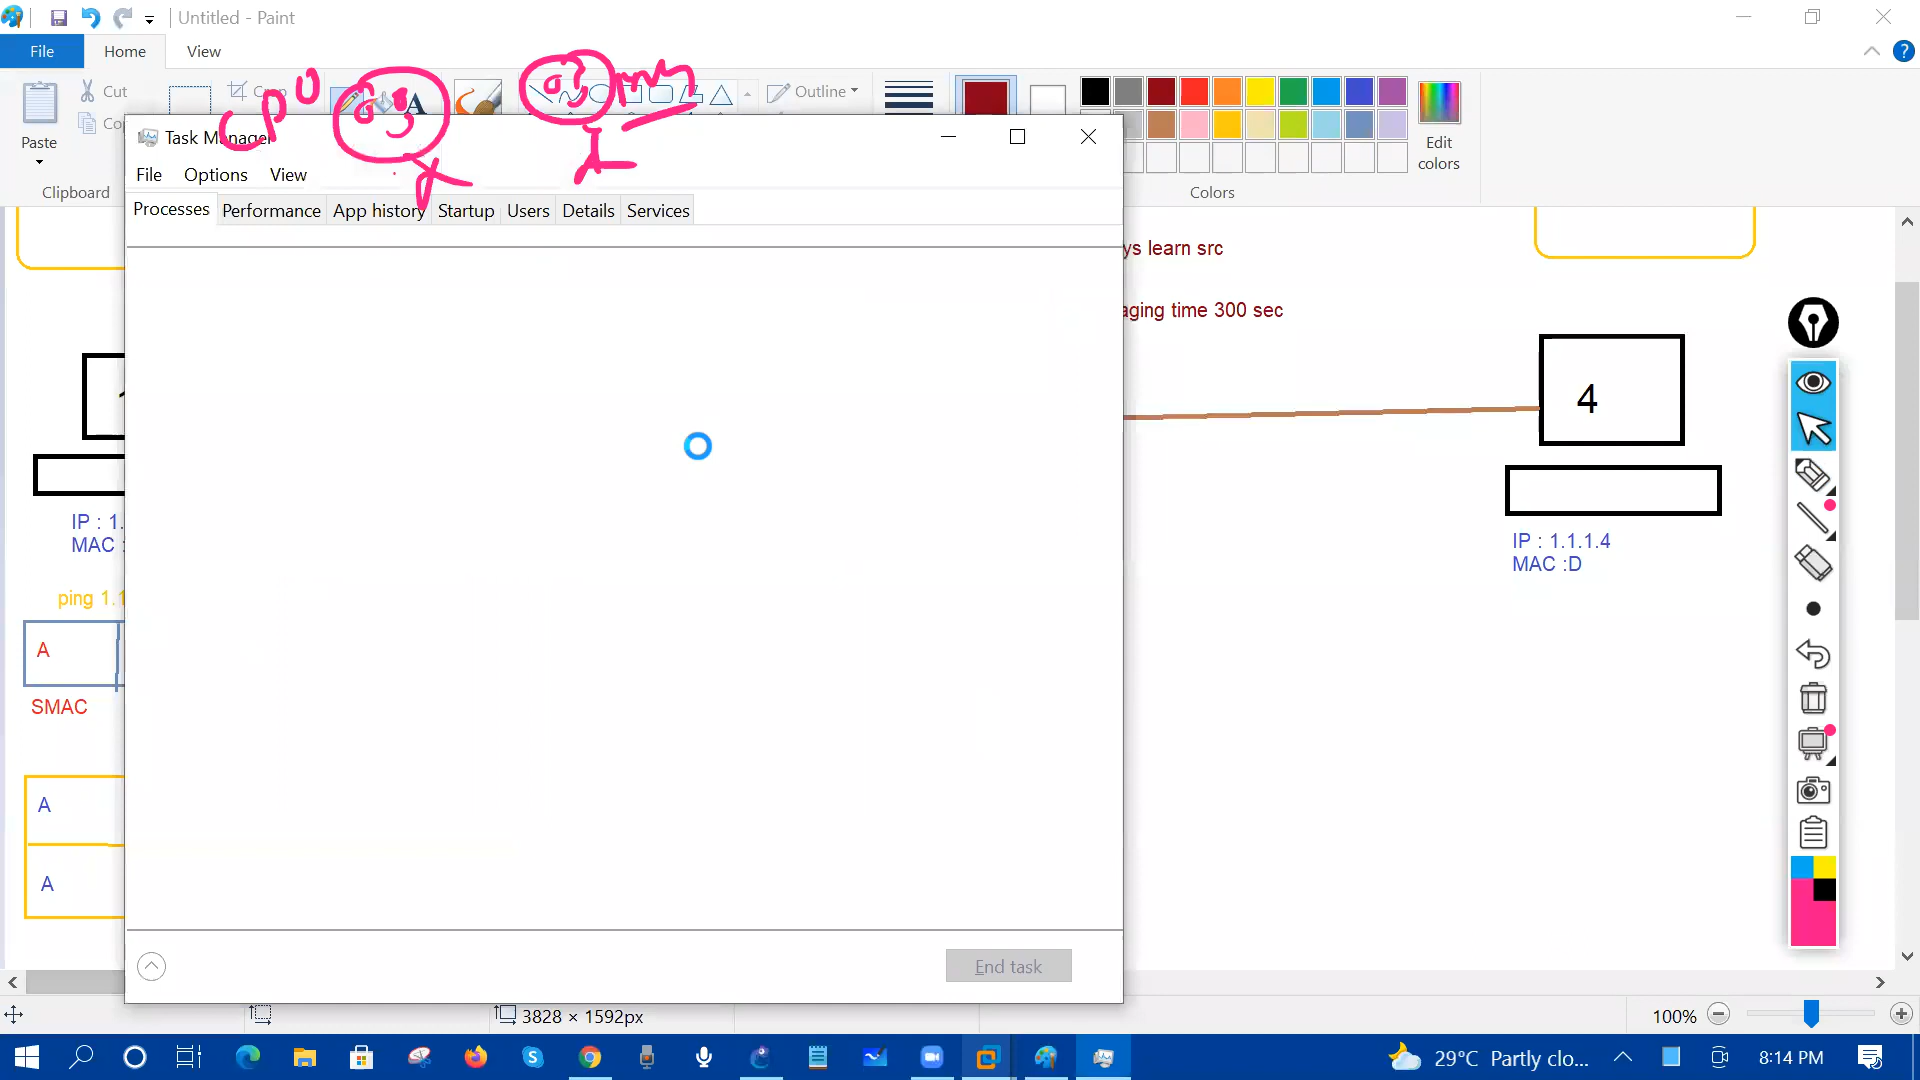 Untitled - Paint
File Home View
Paste
Cut
Outline
Edit colors
Clipboard
Colors
CPU
Task Manager
File Options View
Processes Performance App history Startup Users Details Services
ys learn src
aging time 300 sec
4
IP : 1.
MAC :
IP : 1.1.1.4
MAC :D
ping 1.1
A
SMAC
A
A
End task
3828 × 1592px
100%
29°C Partly clo...
8:14 PM